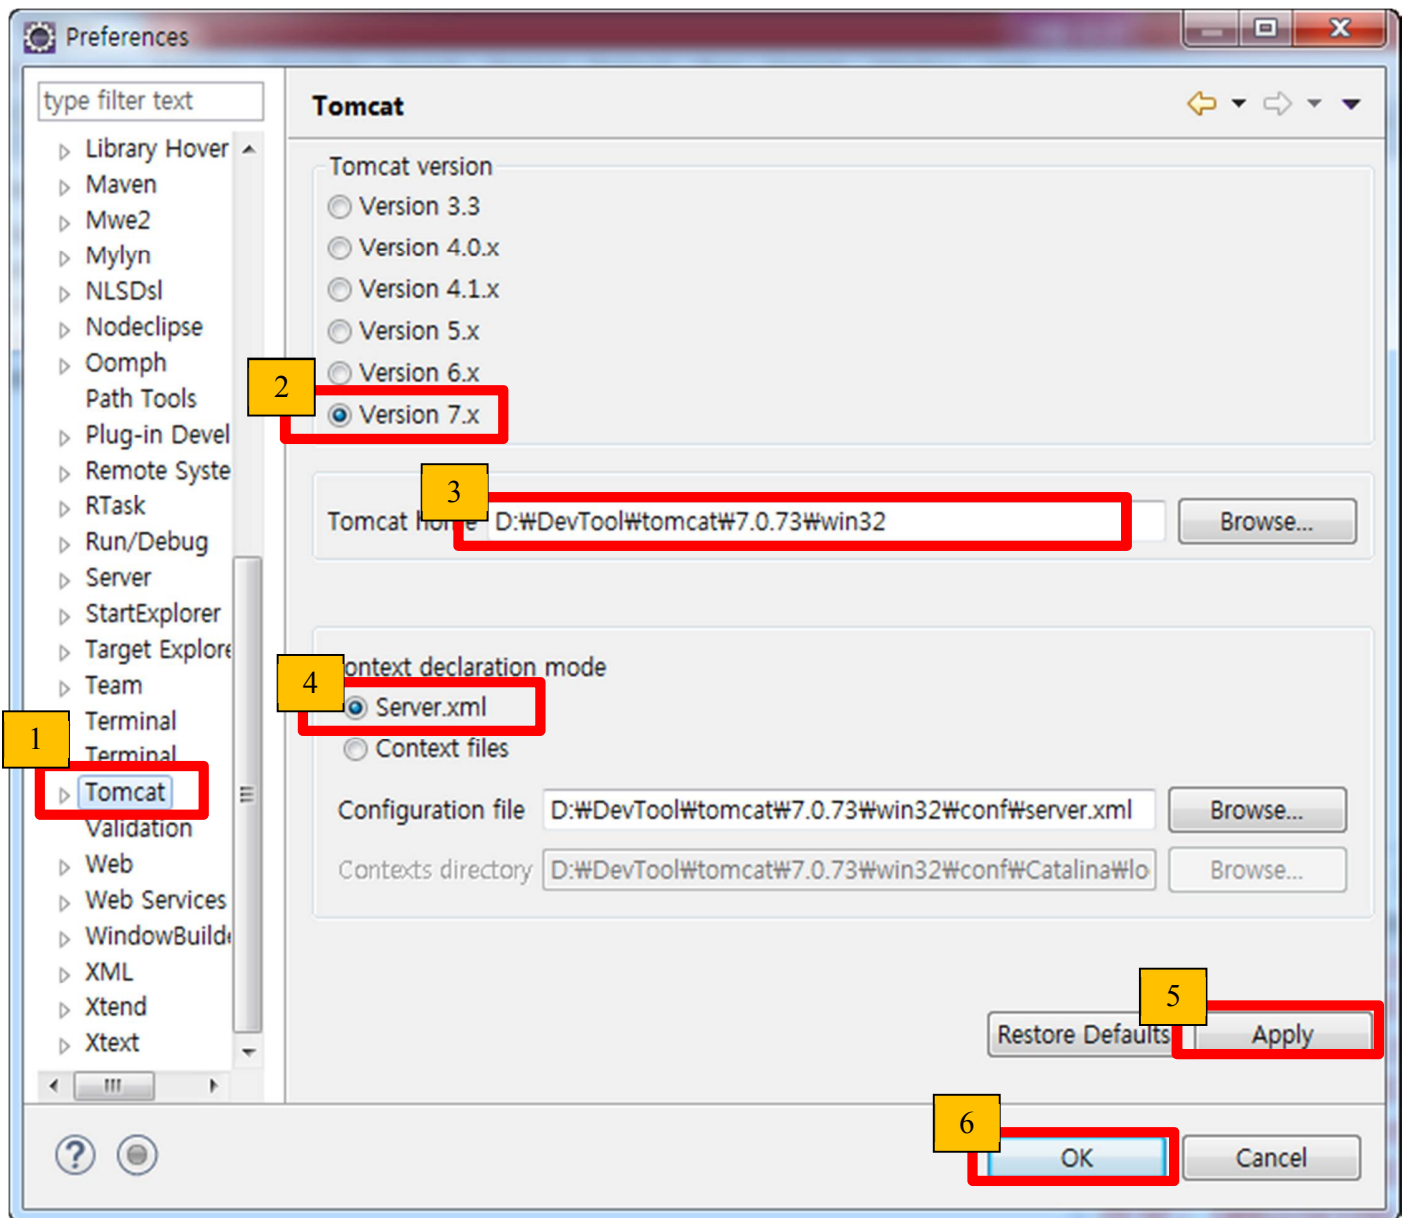 Preferences
type filter text
Library Hover
Maven
Mwe2
Mylyn
NLSDsl
Nodeclipse
Oomph
Path Tools
Plug-in Devel
Remote Syste
RTask
Run/Debug
Server
StartExplorer
Target Explore
Team
Terminal
Terminal
1
Tomcat
Validation
Web
Web Services
WindowBuilde
XML
Xtend
Xtext
Tomcat
Tomcat version
Version 3.3
Version 4.0.x
Version 4.1.x
Version 5.x
Version 6.x
2
Version 7.x
3
Tomcat home D:₩DevTool₩tomcat₩7.0.73₩win32 Browse...
ontext declaration mode
4
Server.xml
Context files
Configuration file D:₩DevTool₩tomcat₩7.0.73₩win32₩conf₩server.xml Browse...
Contexts directory D:₩DevTool₩tomcat₩7.0.73₩win32₩conf₩Catalina₩lo Browse...
5
Restore Defaults Apply
6
OK Cancel